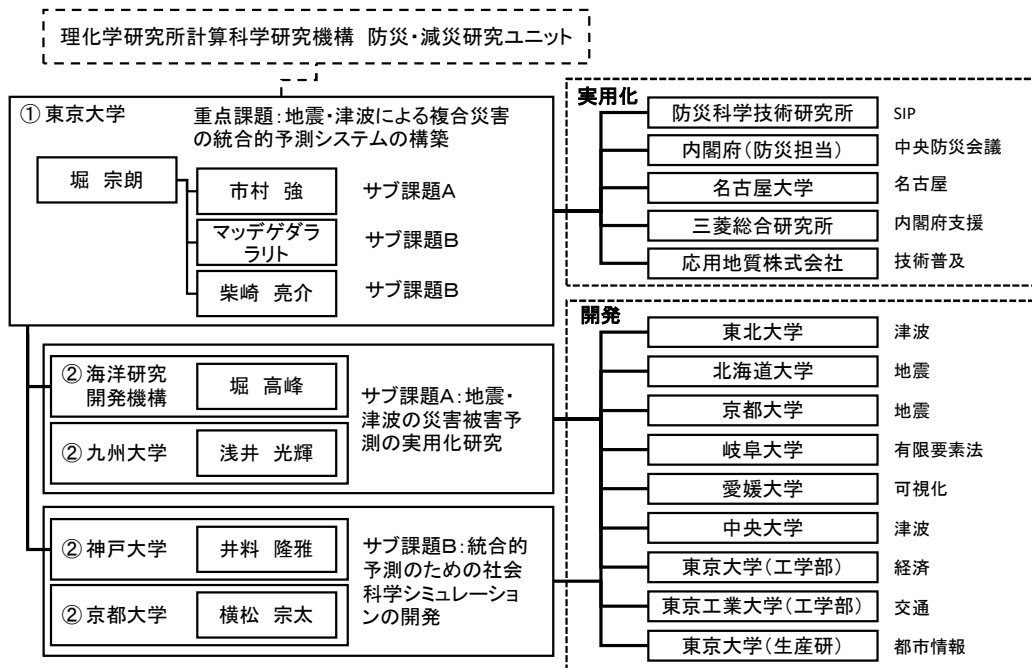 理化学研究所計算科学研究機構 防災・減災研究ユニット
① 東京大学
重点課題：地震・津波による複合災害
の統合的予測システムの構築
堀 宗朗
市村 強
サブ課題A
マッデゲダラ
ラリト
サブ課題B
柴崎 亮介
サブ課題B
② 海洋研究
開発機構
堀 高峰
② 九州大学
浅井 光輝
サブ課題A：地震・
津波の災害被害予
測の実用化研究
② 神戸大学
井料 隆雅
② 京都大学
横松 宗太
サブ課題B：統合的
予測のための社会
科学シミュレーショ
ンの開発
実用化
防災科学技術研究所
SIP
内閣府（防災担当）
中央防災会議
名古屋大学
名古屋
三菱総合研究所
内閣府支援
応用地質株式会社
技術普及
開発
東北大学
津波
北海道大学
地震
京都大学
地震
岐阜大学
有限要素法
愛媛大学
可視化
中央大学
津波
東京大学（工学部）
経済
東京工業大学（工学部）
交通
東京大学（生産研）
都市情報